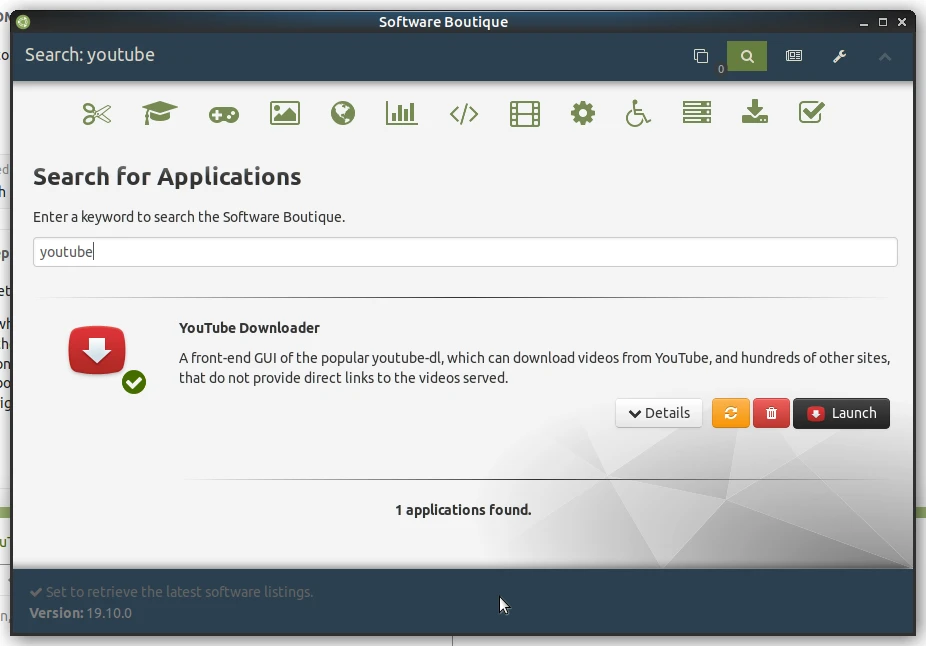 Software Boutique
Search: youtube
0
Search for Applications
Enter a keyword to search the Software Boutique.
youtube
YouTube Downloader
A front-end GUI of the popular youtube-dl, which can download videos from YouTube, and hundreds of other sites,
that do not provide direct links to the videos served.
Details
Launch
1 applications found.
Set to retrieve the latest software listings.
Version: 19.10.0